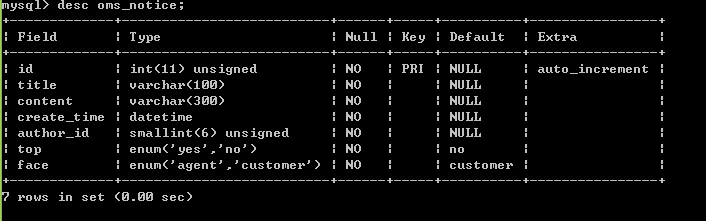 mysql> desc oms_notice;
+-------------+--------------------------+------+-----+----------+----------------+
| Field | Type | Null | Key | Default | Extra |
+-------------+--------------------------+------+-----+----------+----------------+
| id | int(11) unsigned | NO | PRI | NULL | auto_increment |
| title | varchar(100) | NO | | NULL | |
| content | varchar(300) | NO | | NULL | |
| create_time | datetime | NO | | NULL | |
| author_id | smallint(6) unsigned | NO | | NULL | |
| top | enum('yes','no') | NO | | no | |
| face | enum('agent','customer') | NO | | customer | |
+-------------+--------------------------+------+-----+----------+----------------+
7 rows in set (0.00 sec)